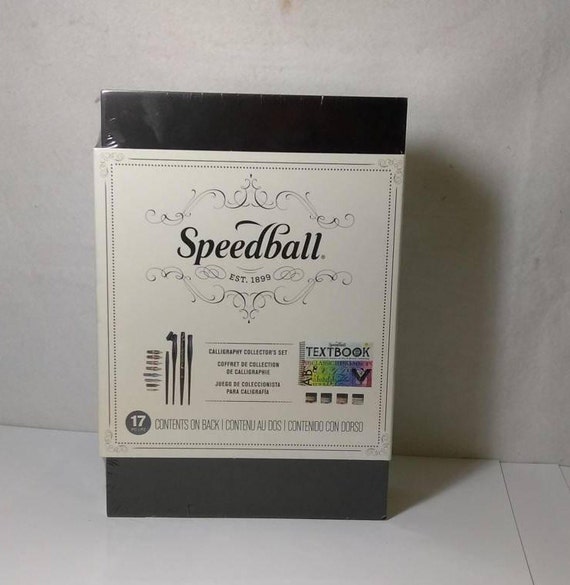 Speedball®
EST. 1899
CALLIGRAPHY COLLECTOR'S SET
COFFRET DE COLLECTION
DE CALLIGRAPHIE
JUEGO DE COLECCIONISTA
PARA CALIGRAFÍA
Speedball
TEXTBOOK
17
CONTENTS ON BACK | CONTENU AU DOS | CONTENIDO CON DORSO